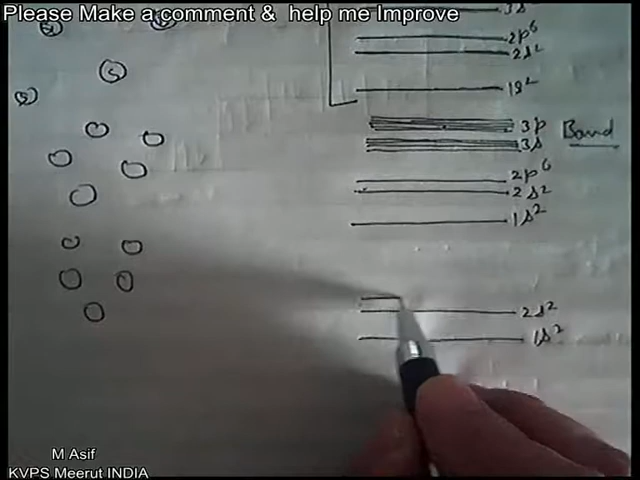 Please Make a comment & help me Improve
3s
2p⁶
2s²
1s²
3p Band
3s
2p⁶
2s²
1s²
2s²
1s²
M Asif
KVPS Meerut INDIA